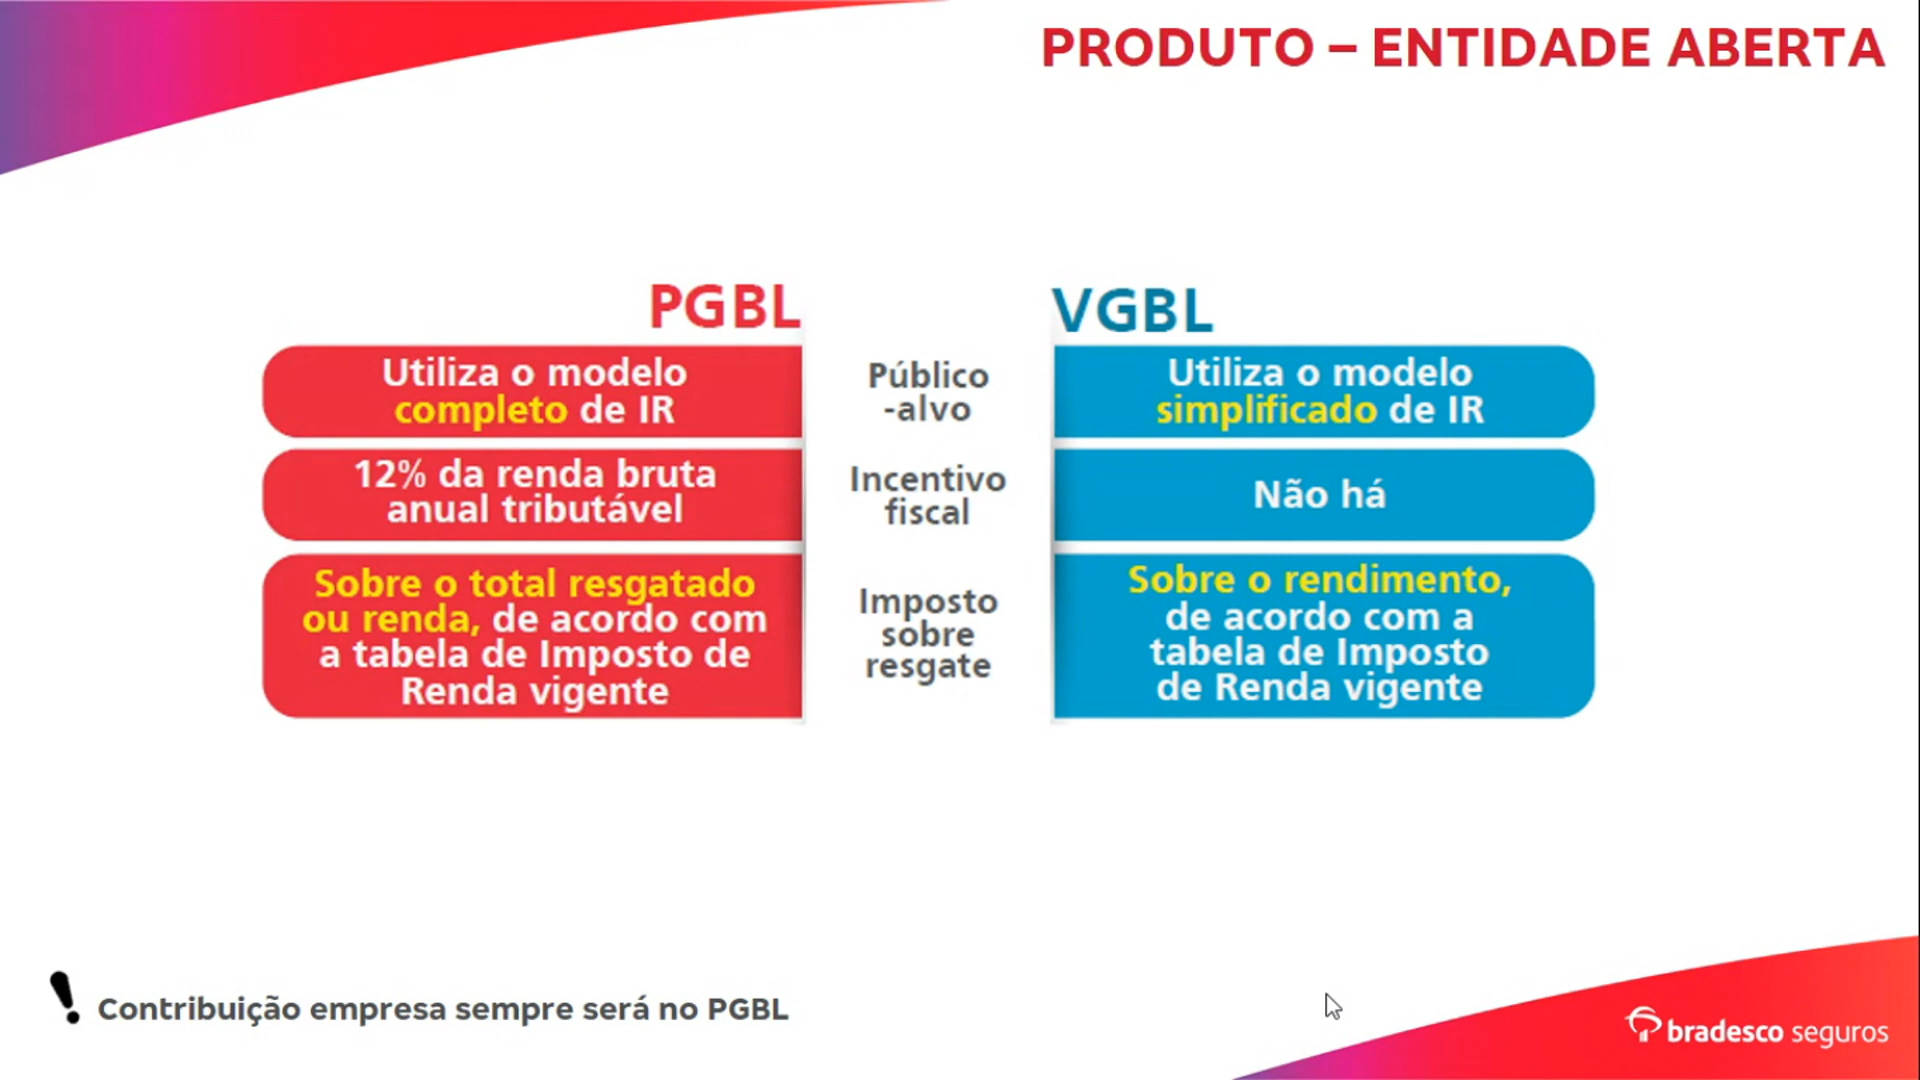 PRODUTO – ENTIDADE ABERTA
PGBL
VGBL
Utiliza o modelo
completo de IR
Público
-alvo
Utiliza o modelo
simplificado de IR
12% da renda bruta
anual tributável
Incentivo
fiscal
Não há
Sobre o total resgatado
ou renda, de acordo com
a tabela de Imposto de
Renda vigente
Imposto
sobre
resgate
Sobre o rendimento,
de acordo com a
tabela de Imposto
de Renda vigente
! Contribuição empresa sempre será no PGBL
bradesco seguros